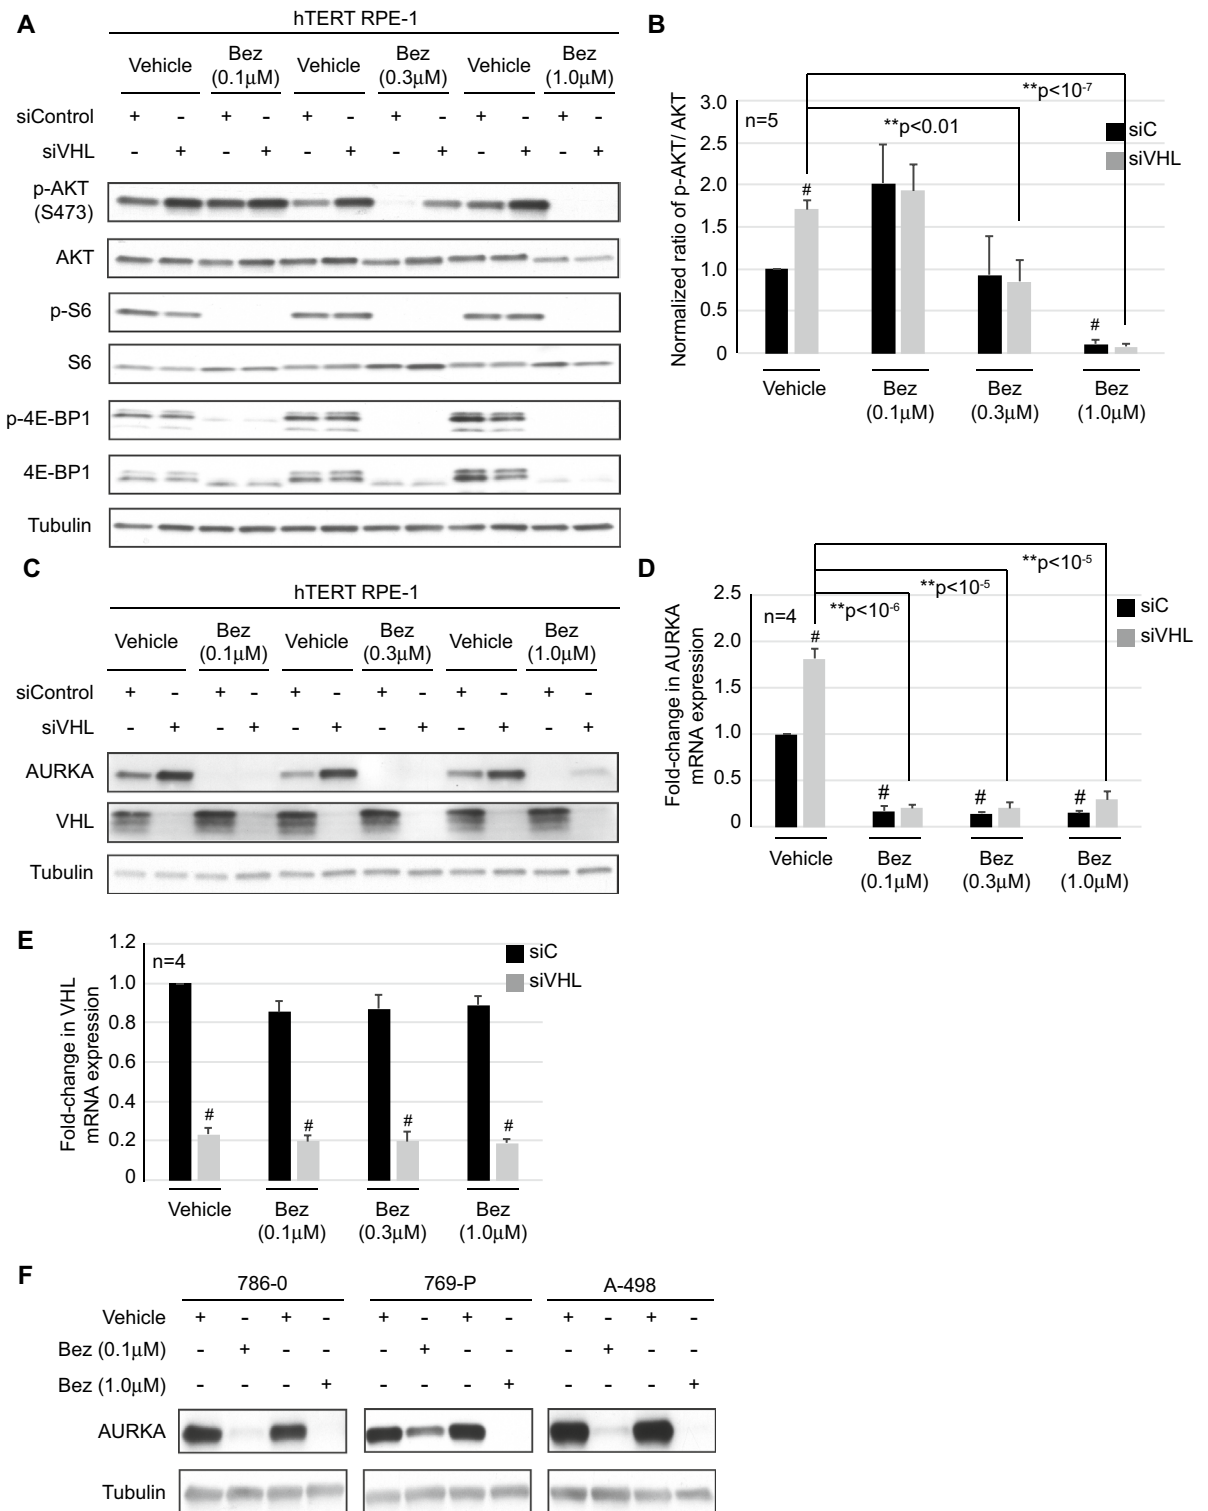 A
hTERT RPE-1
Vehicle Bez (0.1µM) Vehicle Bez (0.3µM) Vehicle Bez (1.0µM)
siControl + - + - + - + - + - + -
siVHL - + - + - + - + - + - +
p-AKT (S473)
AKT
p-S6
S6
p-4E-BP1
4E-BP1
Tubulin
B
**p<10-7
**p<0.01
n=5
siC
siVHL
Normalized ratio of p-AKT/ AKT
3.0
2.5
2.0
1.5
1.0
0.5
0
#
#
Vehicle Bez (0.1µM) Bez (0.3µM) Bez (1.0µM)
C
hTERT RPE-1
Vehicle Bez (0.1µM) Vehicle Bez (0.3µM) Vehicle Bez (1.0µM)
siControl + - + - + - + - + - + -
siVHL - + - + - + - + - + - +
AURKA
VHL
Tubulin
D
**p<10-5
**p<10-5
**p<10-6
n=4
siC
siVHL
Fold-change in AURKA mRNA expression
2.5
2.0
1.5
1.0
0.5
0
# # # #
Vehicle Bez (0.1µM) Bez (0.3µM) Bez (1.0µM)
E
n=4
siC
siVHL
Fold-change in VHL mRNA expression
1.2
1.0
0.8
0.6
0.4
0.2
0
# # # #
Vehicle Bez (0.1µM) Bez (0.3µM) Bez (1.0µM)
F
786-0 769-P A-498
Vehicle + - + - + - + - + - + -
Bez (0.1µM) - + - - - + - - - + - -
Bez (1.0µM) - - - + - - - + - - - +
AURKA
Tubulin